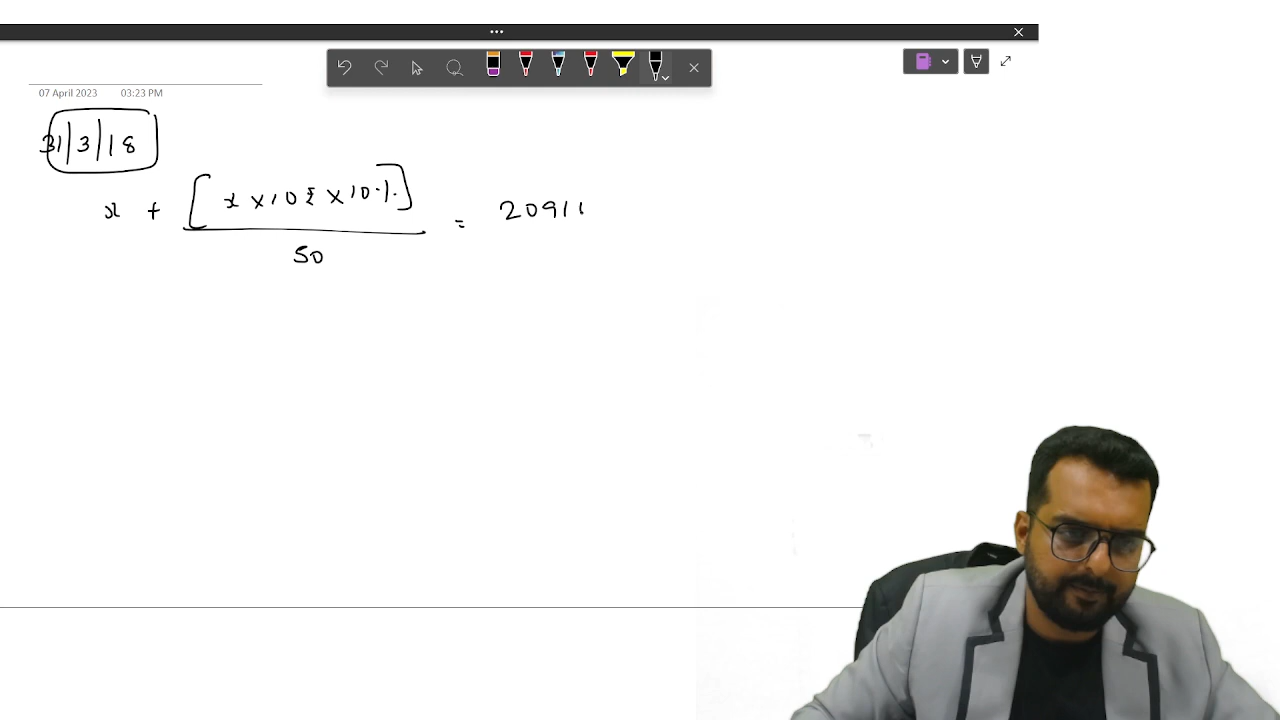 07 April 2023 03:23 PM
31/3/18
x + [x × 10 ₹ × 10%]
50
= 20911